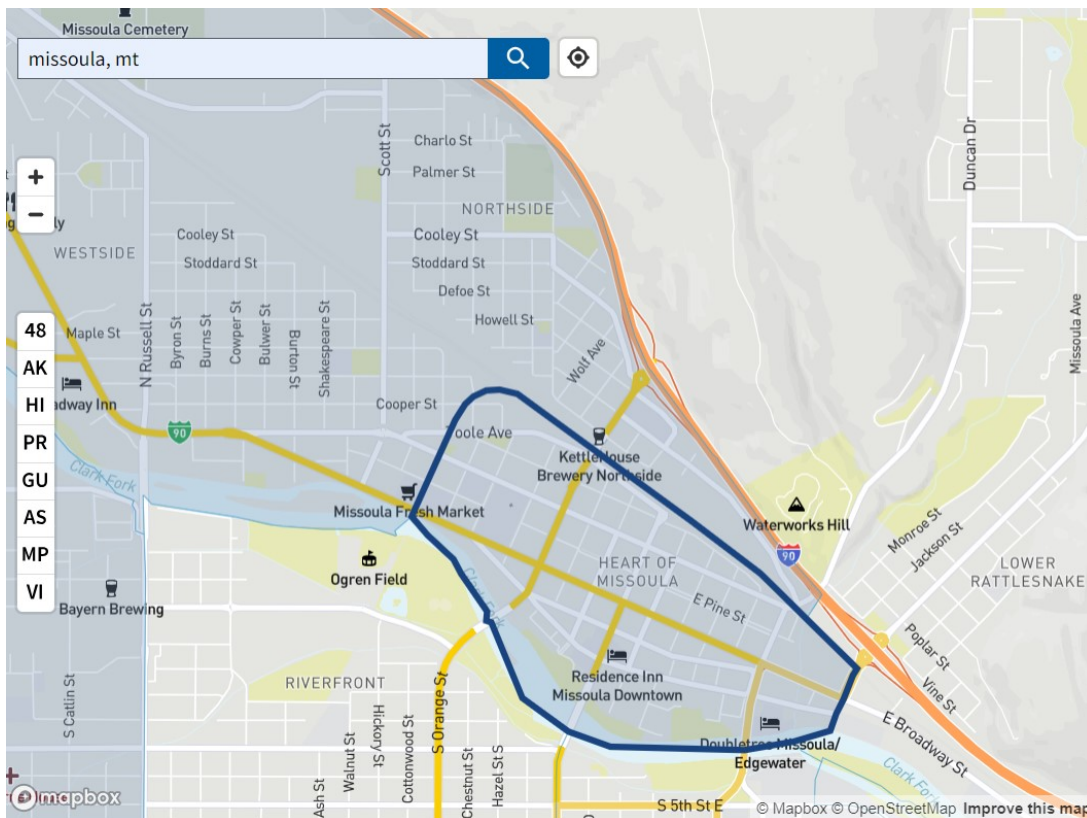 Missoula Cemetery
missoula, mt
Scott St
Charlo St
Palmer St
Duncan Dr
+
−
NORTHSIDE
WESTSIDE
Cooley St
Cooley St
Stoddard St
Stoddard St
Defoe St
Howell St
Missoula Ave
48
AK
HI
PR
GU
AS
MP
VI
Maple St
N Russell St
Byron St
Burns St
Cowper St
Bulwer St
Burton St
Shakespeare St
Wolf Ave
adway Inn
Cooper St
90
oole Ave
KettleHouse
Brewery Northside
Clark Fork
Missoula Fresh Market
Waterworks Hill
Monroe St
Jackson St
90
Ogren Field
HEART OF
MISSOULA
LOWER
RATTLESNAKE
Bayern Brewing
Clark Fork
E Pine St
Poplar St
Vine St
Residence Inn
Missoula Downtown
RIVERFRONT
S Catlin St
S Orange St
Hickory St
Walnut St
Cottonwood St
Ash St
Chestnut St
Hazel St S
Doubletree Missoula/
Edgewater
E Broadway St
Clark Fork
mapbox
S 5th St E
© Mapbox © OpenStreetMap Improve this map